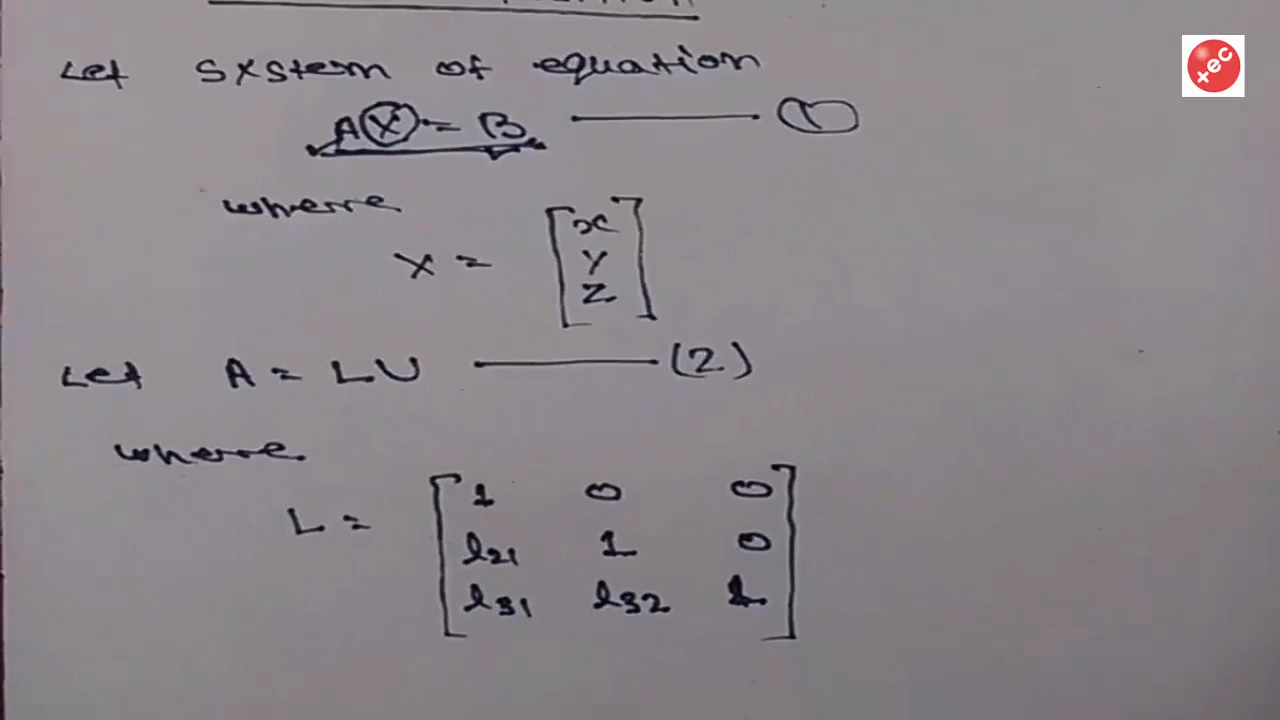 Let system of equation
AX = B ——— (1)
where
X = [x
y
z]
Let A = LU ——— (2)
where
L = [1 0 0
l21 1 0
l31 l32 1]
tec